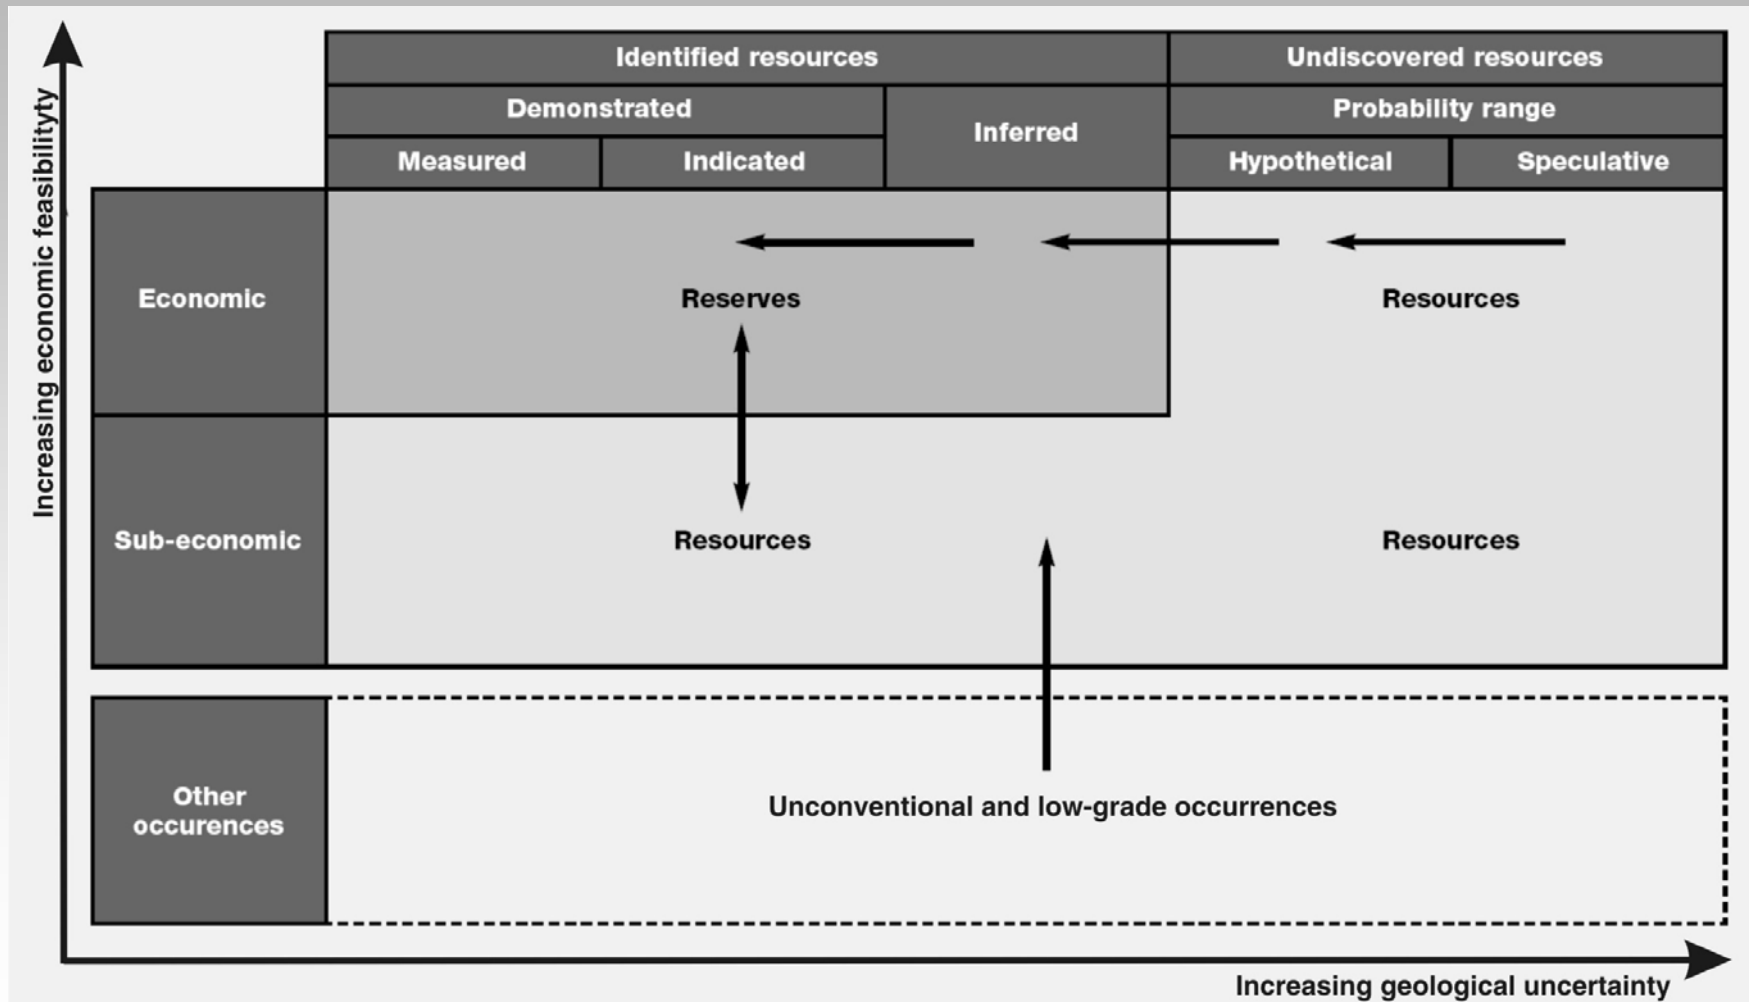 Increasing economic feasibilityty
Identified resources
Undiscovered resources
Demonstrated
Inferred
Probability range
Measured
Indicated
Hypothetical
Speculative
Economic
Reserves
Resources
Sub-economic
Resources
Resources
Other
occurences
Unconventional and low-grade occurrences
Increasing geological uncertainty